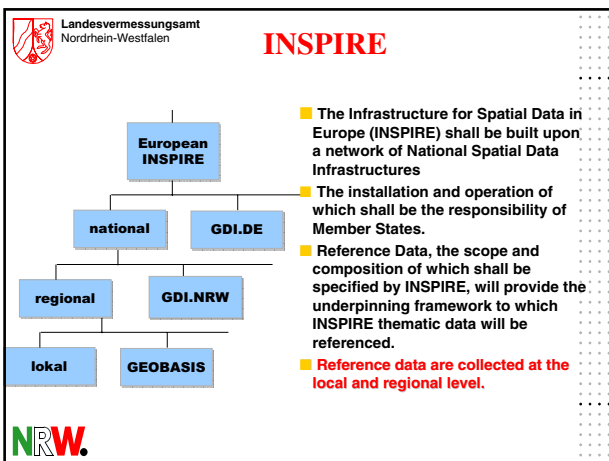 Landesvermessungsamt
Nordrhein-Westfalen
INSPIRE
European
INSPIRE
national
GDI.DE
regional
GDI.NRW
lokal
GEOBASIS
The Infrastructure for Spatial Data in
Europe (INSPIRE) shall be built upon
a network of National Spatial Data
Infrastructures
The installation and operation of
which shall be the responsibility of
Member States.
Reference Data, the scope and
composition of which shall be
specified by INSPIRE, will provide the
underpinning framework to which
INSPIRE thematic data will be
referenced.
Reference data are collected at the
local and regional level.
NRW.